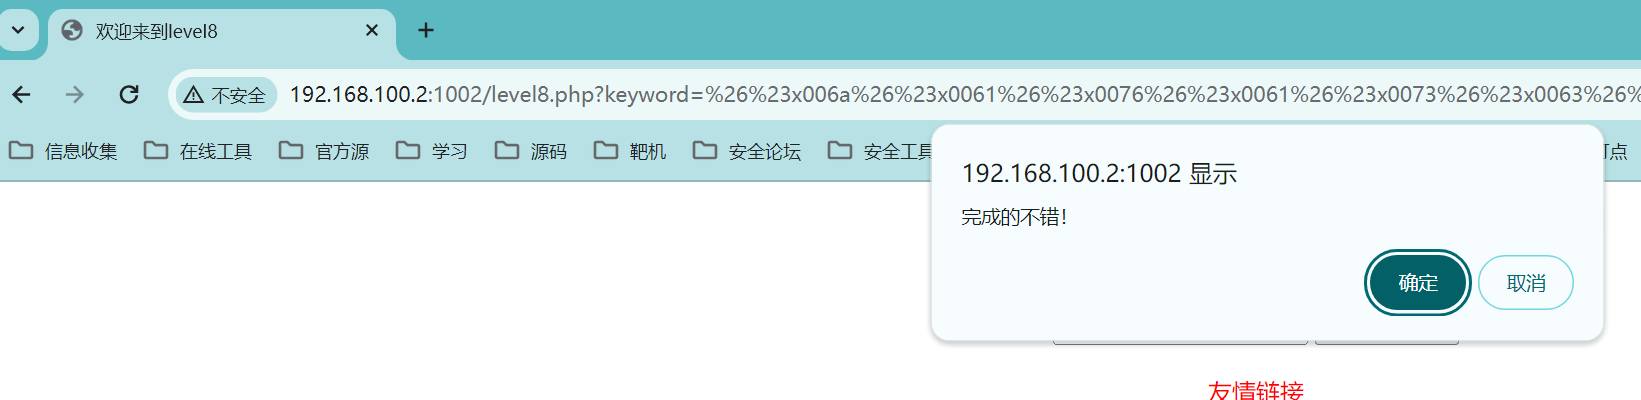 欢迎来到level8
不安全 192.168.100.2:1002/level8.php?keyword=%26%23x006a%26%23x0061%26%23x0076%26%23x0061%26%23x0073%26%23x0063%26%
信息收集 在线工具 官方源 学习 源码 靶机 安全论坛 安全工具 点
192.168.100.2:1002 显示
完成的不错!
确定 取消
友情链接